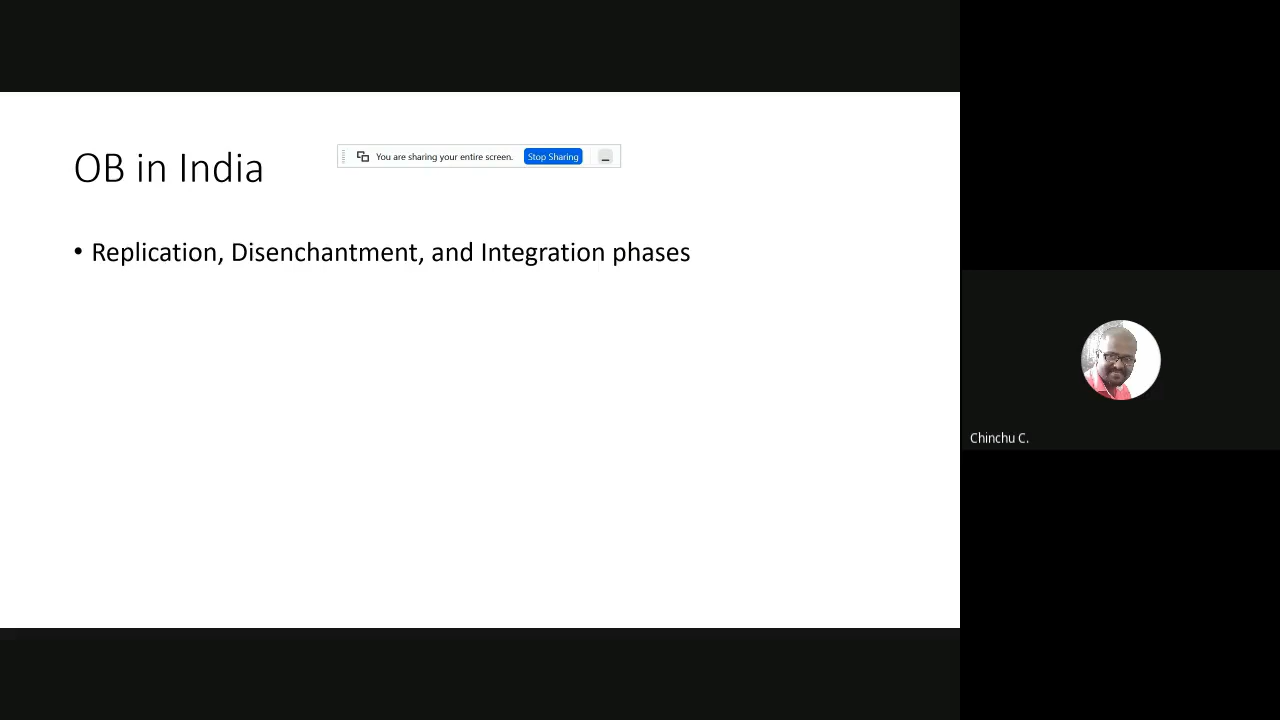 OB in India
You are sharing your entire screen. Stop Sharing
• Replication, Disenchantment, and Integration phases
Chinchu C.